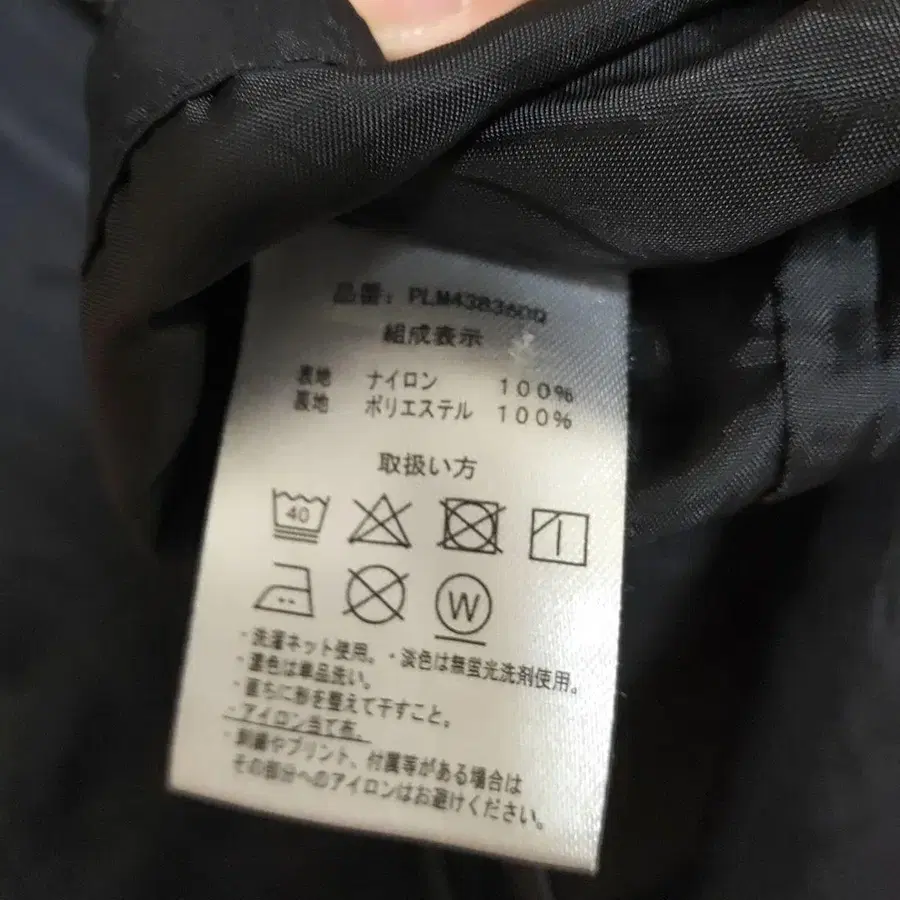 品番: PLM43B360Q
組成表示
表地 ナイロン 100%
裏地 ポリエステル 100%
取扱い方
40
W
・洗濯ネット使用。・淡色は無蛍光洗剤使用。
・濃色は単品洗い。
・直ちに形を整えて干すこと。
・アイロン当て布。
・刺繍やプリント、付属等がある場合は
その部分へのアイロンはお避けください。